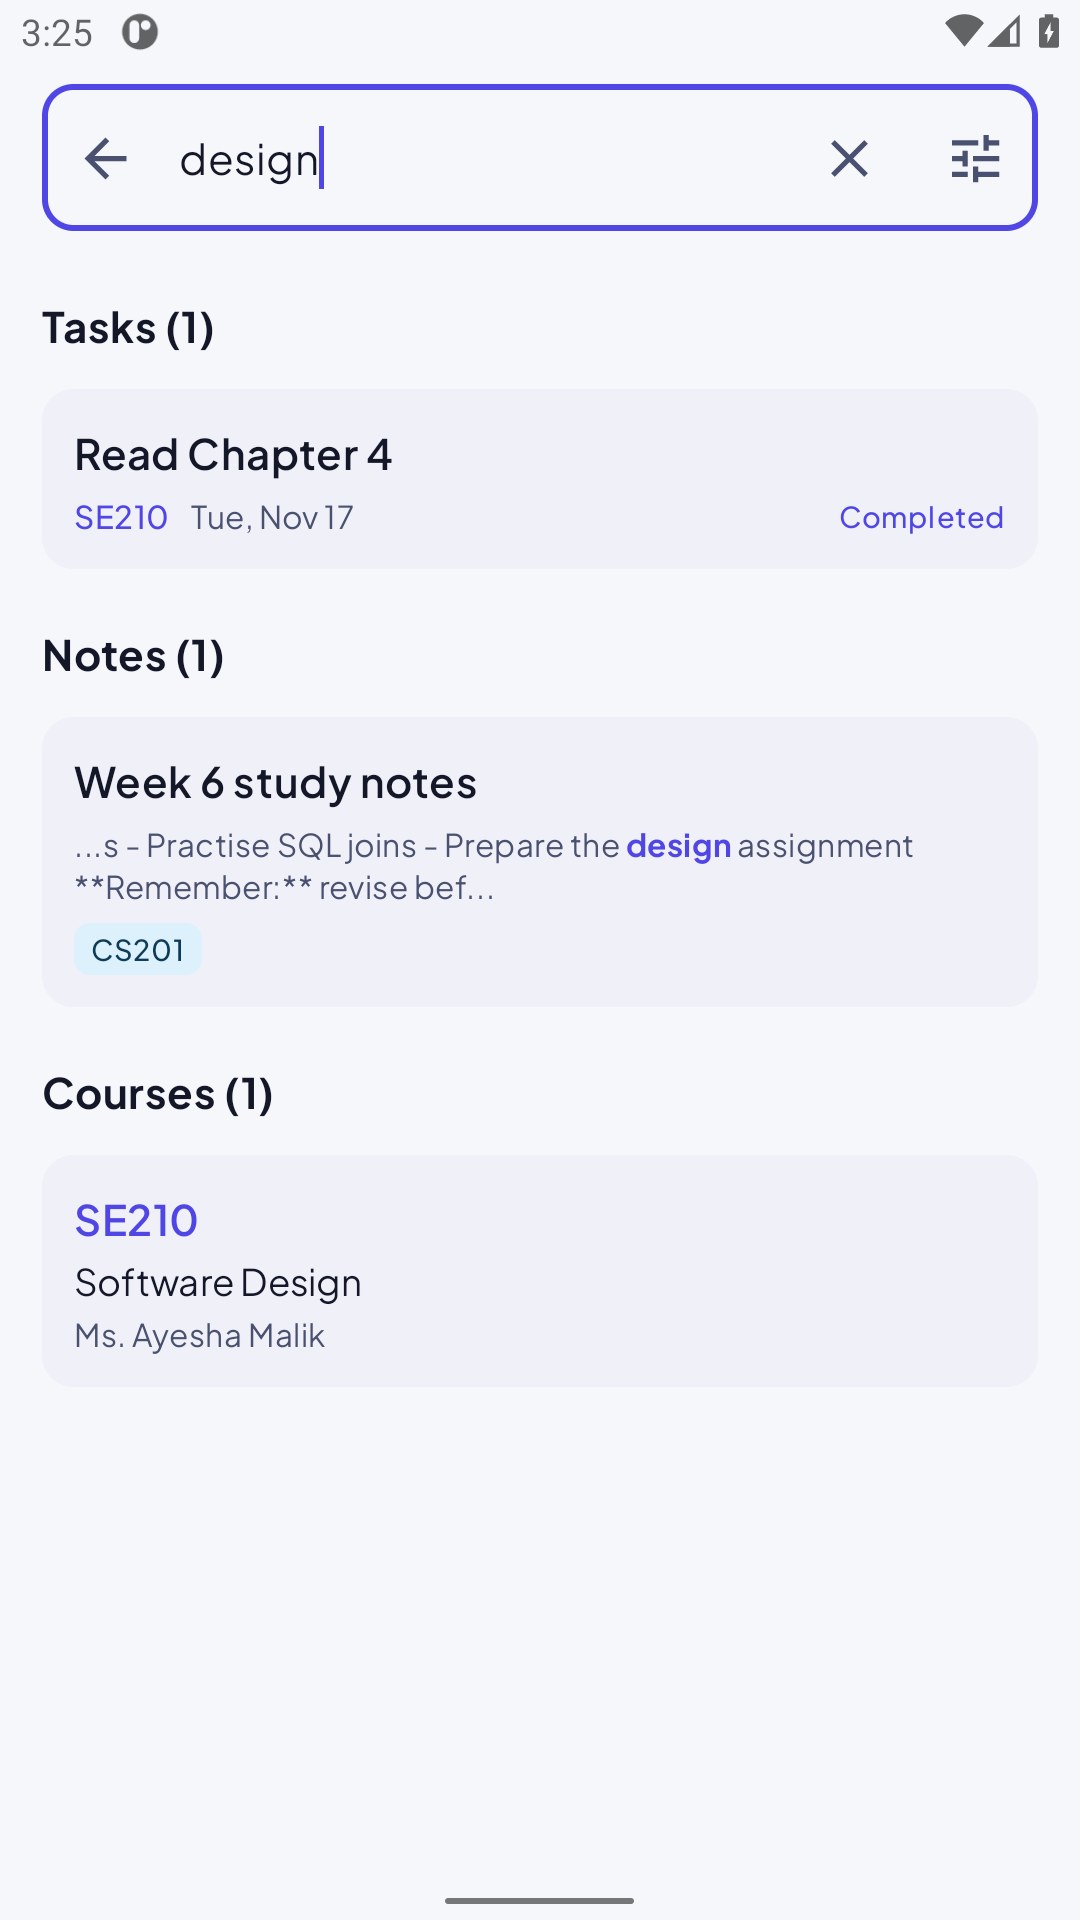 3:25
design
Tasks (1)
Read Chapter 4
SE210 Tue, Nov 17 Completed
Notes (1)
Week 6 study notes
...s - Practise SQL joins - Prepare the design assignment
**Remember:** revise bef...
CS201
Courses (1)
SE210
Software Design
Ms. Ayesha Malik